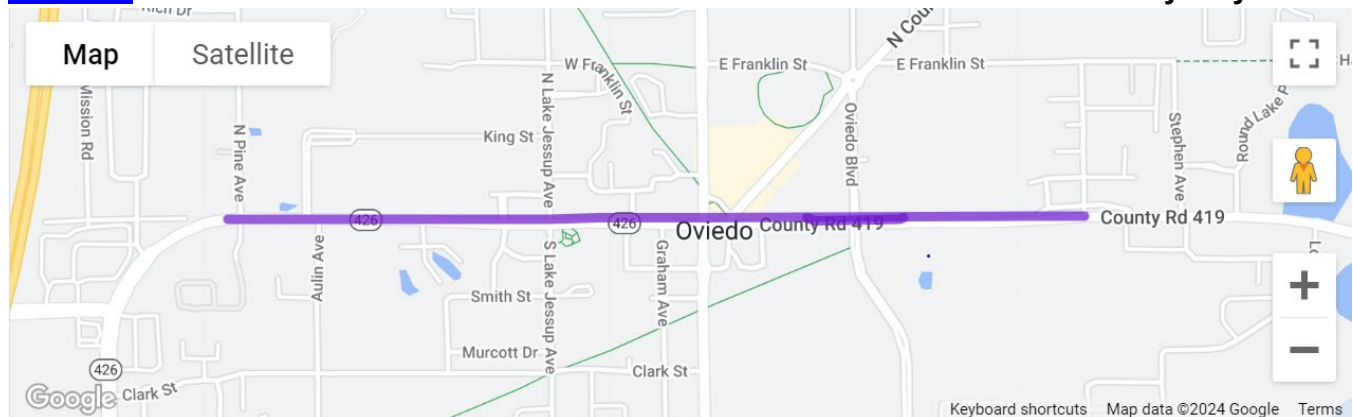 Rich Dr
N Cou
Map
Satellite
W Franklin St
E Franklin St
E Franklin St
Mission Rd
N Lake Jessup Ave
Oviedo Blvd
Stephen Ave
Round Lake
King St
N Pine Ave
426
426
Oviedo
County Rd 419
County Rd 419
Aulin Ave
S Lake Jessup Ave
Graham Ave
Smith St
Murcott Dr
Clark St
426
Clark St
Google
Keyboard shortcuts
Map data ©2024 Google
Terms